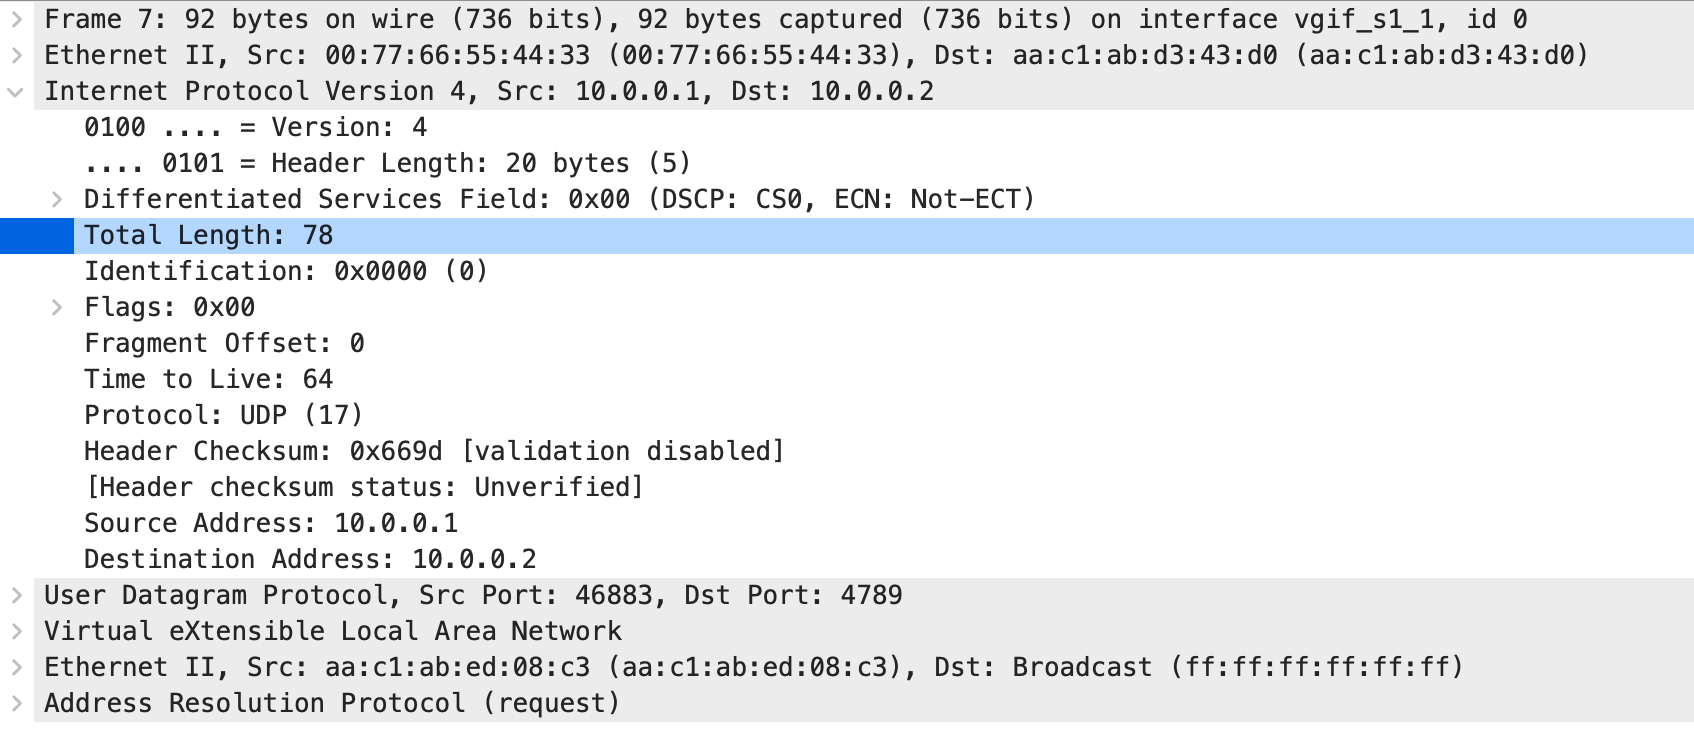 Frame 7: 92 bytes on wire (736 bits), 92 bytes captured (736 bits) on interface vgif_s1_1, id 0
Ethernet II, Src: 00:77:66:55:44:33 (00:77:66:55:44:33), Dst: aa:c1:ab:d3:43:d0 (aa:c1:ab:d3:43:d0)
Internet Protocol Version 4, Src: 10.0.0.1, Dst: 10.0.0.2
0100 .... = Version: 4
.... 0101 = Header Length: 20 bytes (5)
Differentiated Services Field: 0x00 (DSCP: CS0, ECN: Not-ECT)
Total Length: 78
Identification: 0x0000 (0)
Flags: 0x00
Fragment Offset: 0
Time to Live: 64
Protocol: UDP (17)
Header Checksum: 0x669d [validation disabled]
[Header checksum status: Unverified]
Source Address: 10.0.0.1
Destination Address: 10.0.0.2
User Datagram Protocol, Src Port: 46883, Dst Port: 4789
Virtual eXtensible Local Area Network
Ethernet II, Src: aa:c1:ab:ed:08:c3 (aa:c1:ab:ed:08:c3), Dst: Broadcast (ff:ff:ff:ff:ff:ff)
Address Resolution Protocol (request)